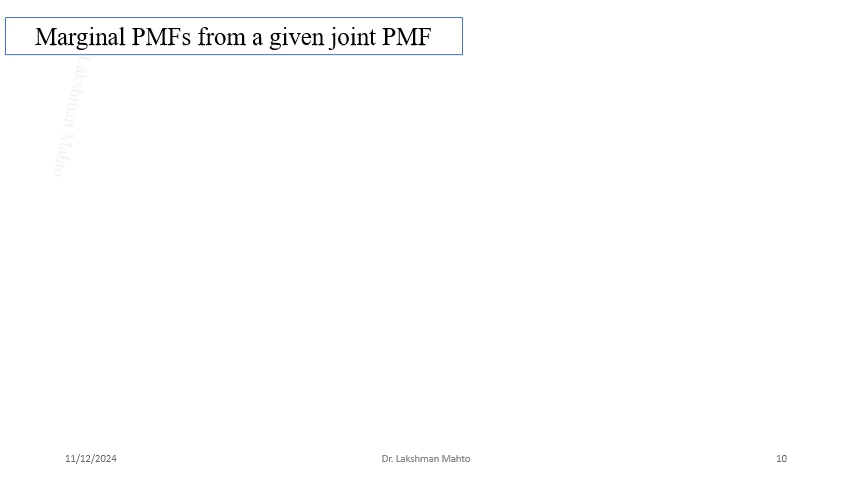 Marginal PMFs from a given joint PMF
Lakshman Mahto
11/12/2024
Dr. Lakshman Mahto
10